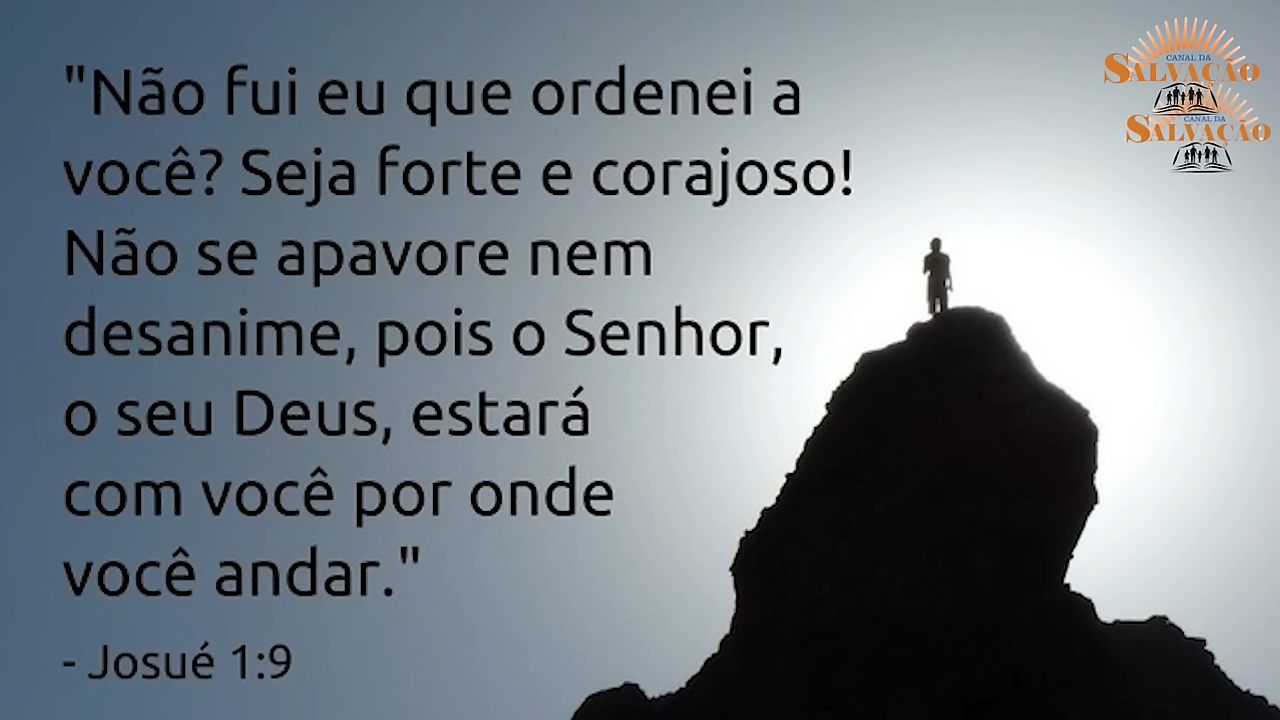 "Não fui eu que ordenei a
você? Seja forte e corajoso!
Não se apavore nem
desanime, pois o Senhor,
o seu Deus, estará
com você por onde
você andar."
- Josué 1:9
CANAL DA
SALVAÇÃO
CANAL DA
SALVAÇÃO